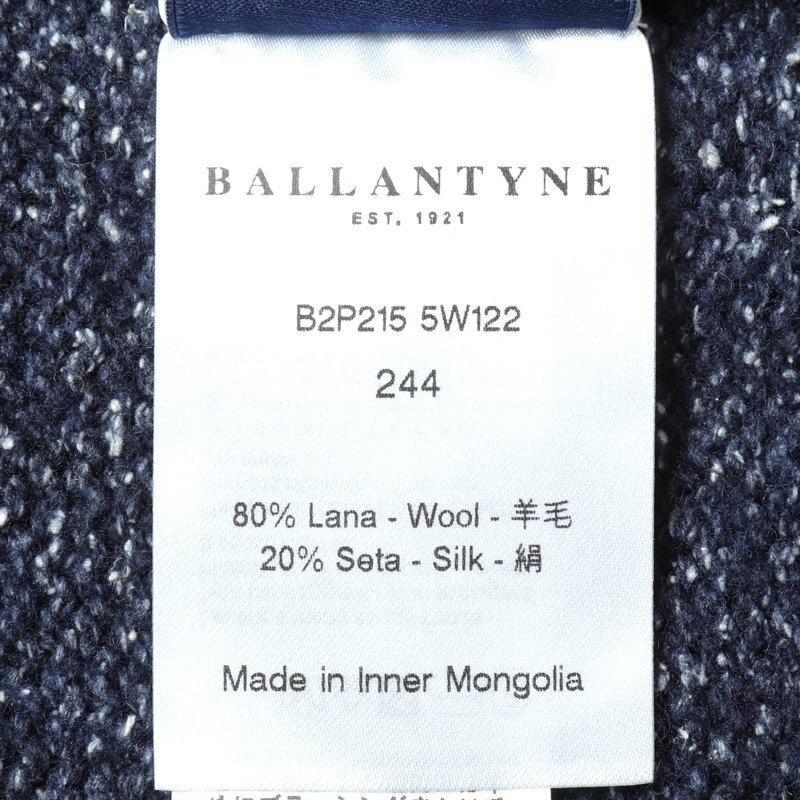 BALLANTYNE
EST. 1921
B2P215 5W122
244
80% Lana - Wool - 羊毛
20% Seta - Silk - 絹
Made in Inner Mongolia